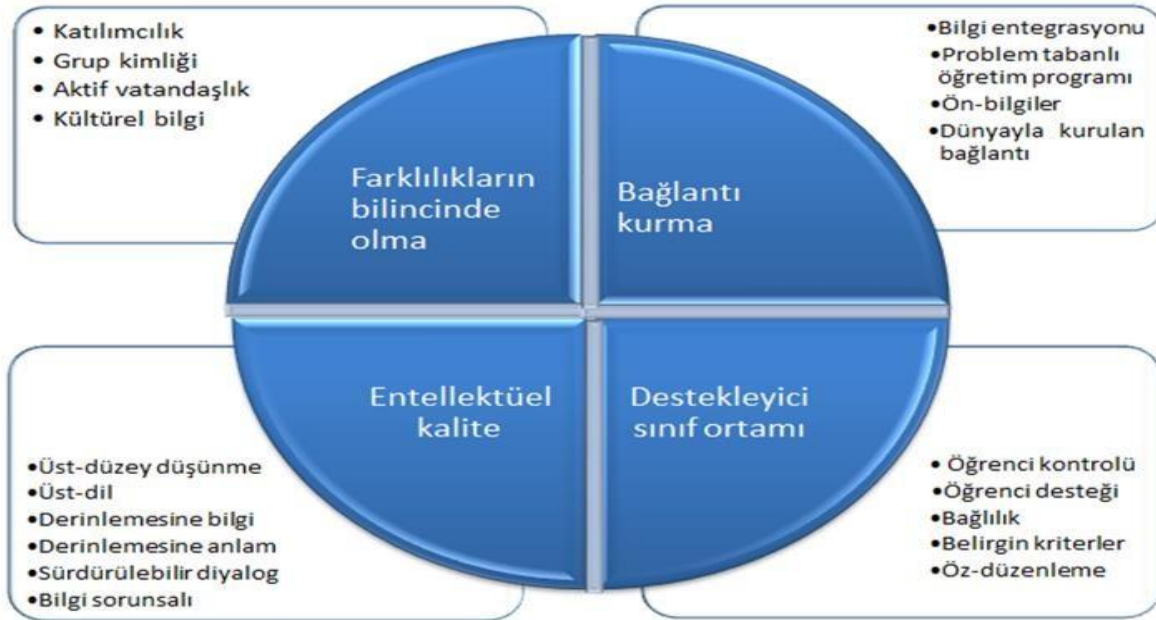 • Katılımcılık
• Grup kimliği
• Aktif vatandaşlık
• Kültürel bilgi
•Bilgi entegrasyonu
•Problem tabanlı
öğretim programı
•Ön-bilgiler
•Dünyayla kurulan
bağlantı
Farklılıkların
bilincinde
olma
Bağlantı
kurma
Entellektüel
kalite
Destekleyici
sınıf ortamı
•Üst-düzey düşünme
•Üst-dil
•Derinlemesine bilgi
•Derinlemesine anlam
•Sürdürülebilir diyalog
•Bilgi sorunsalı
• Öğrenci kontrolü
•Öğrenci desteği
•Bağlılık
•Belirgin kriterler
•Öz-düzenleme